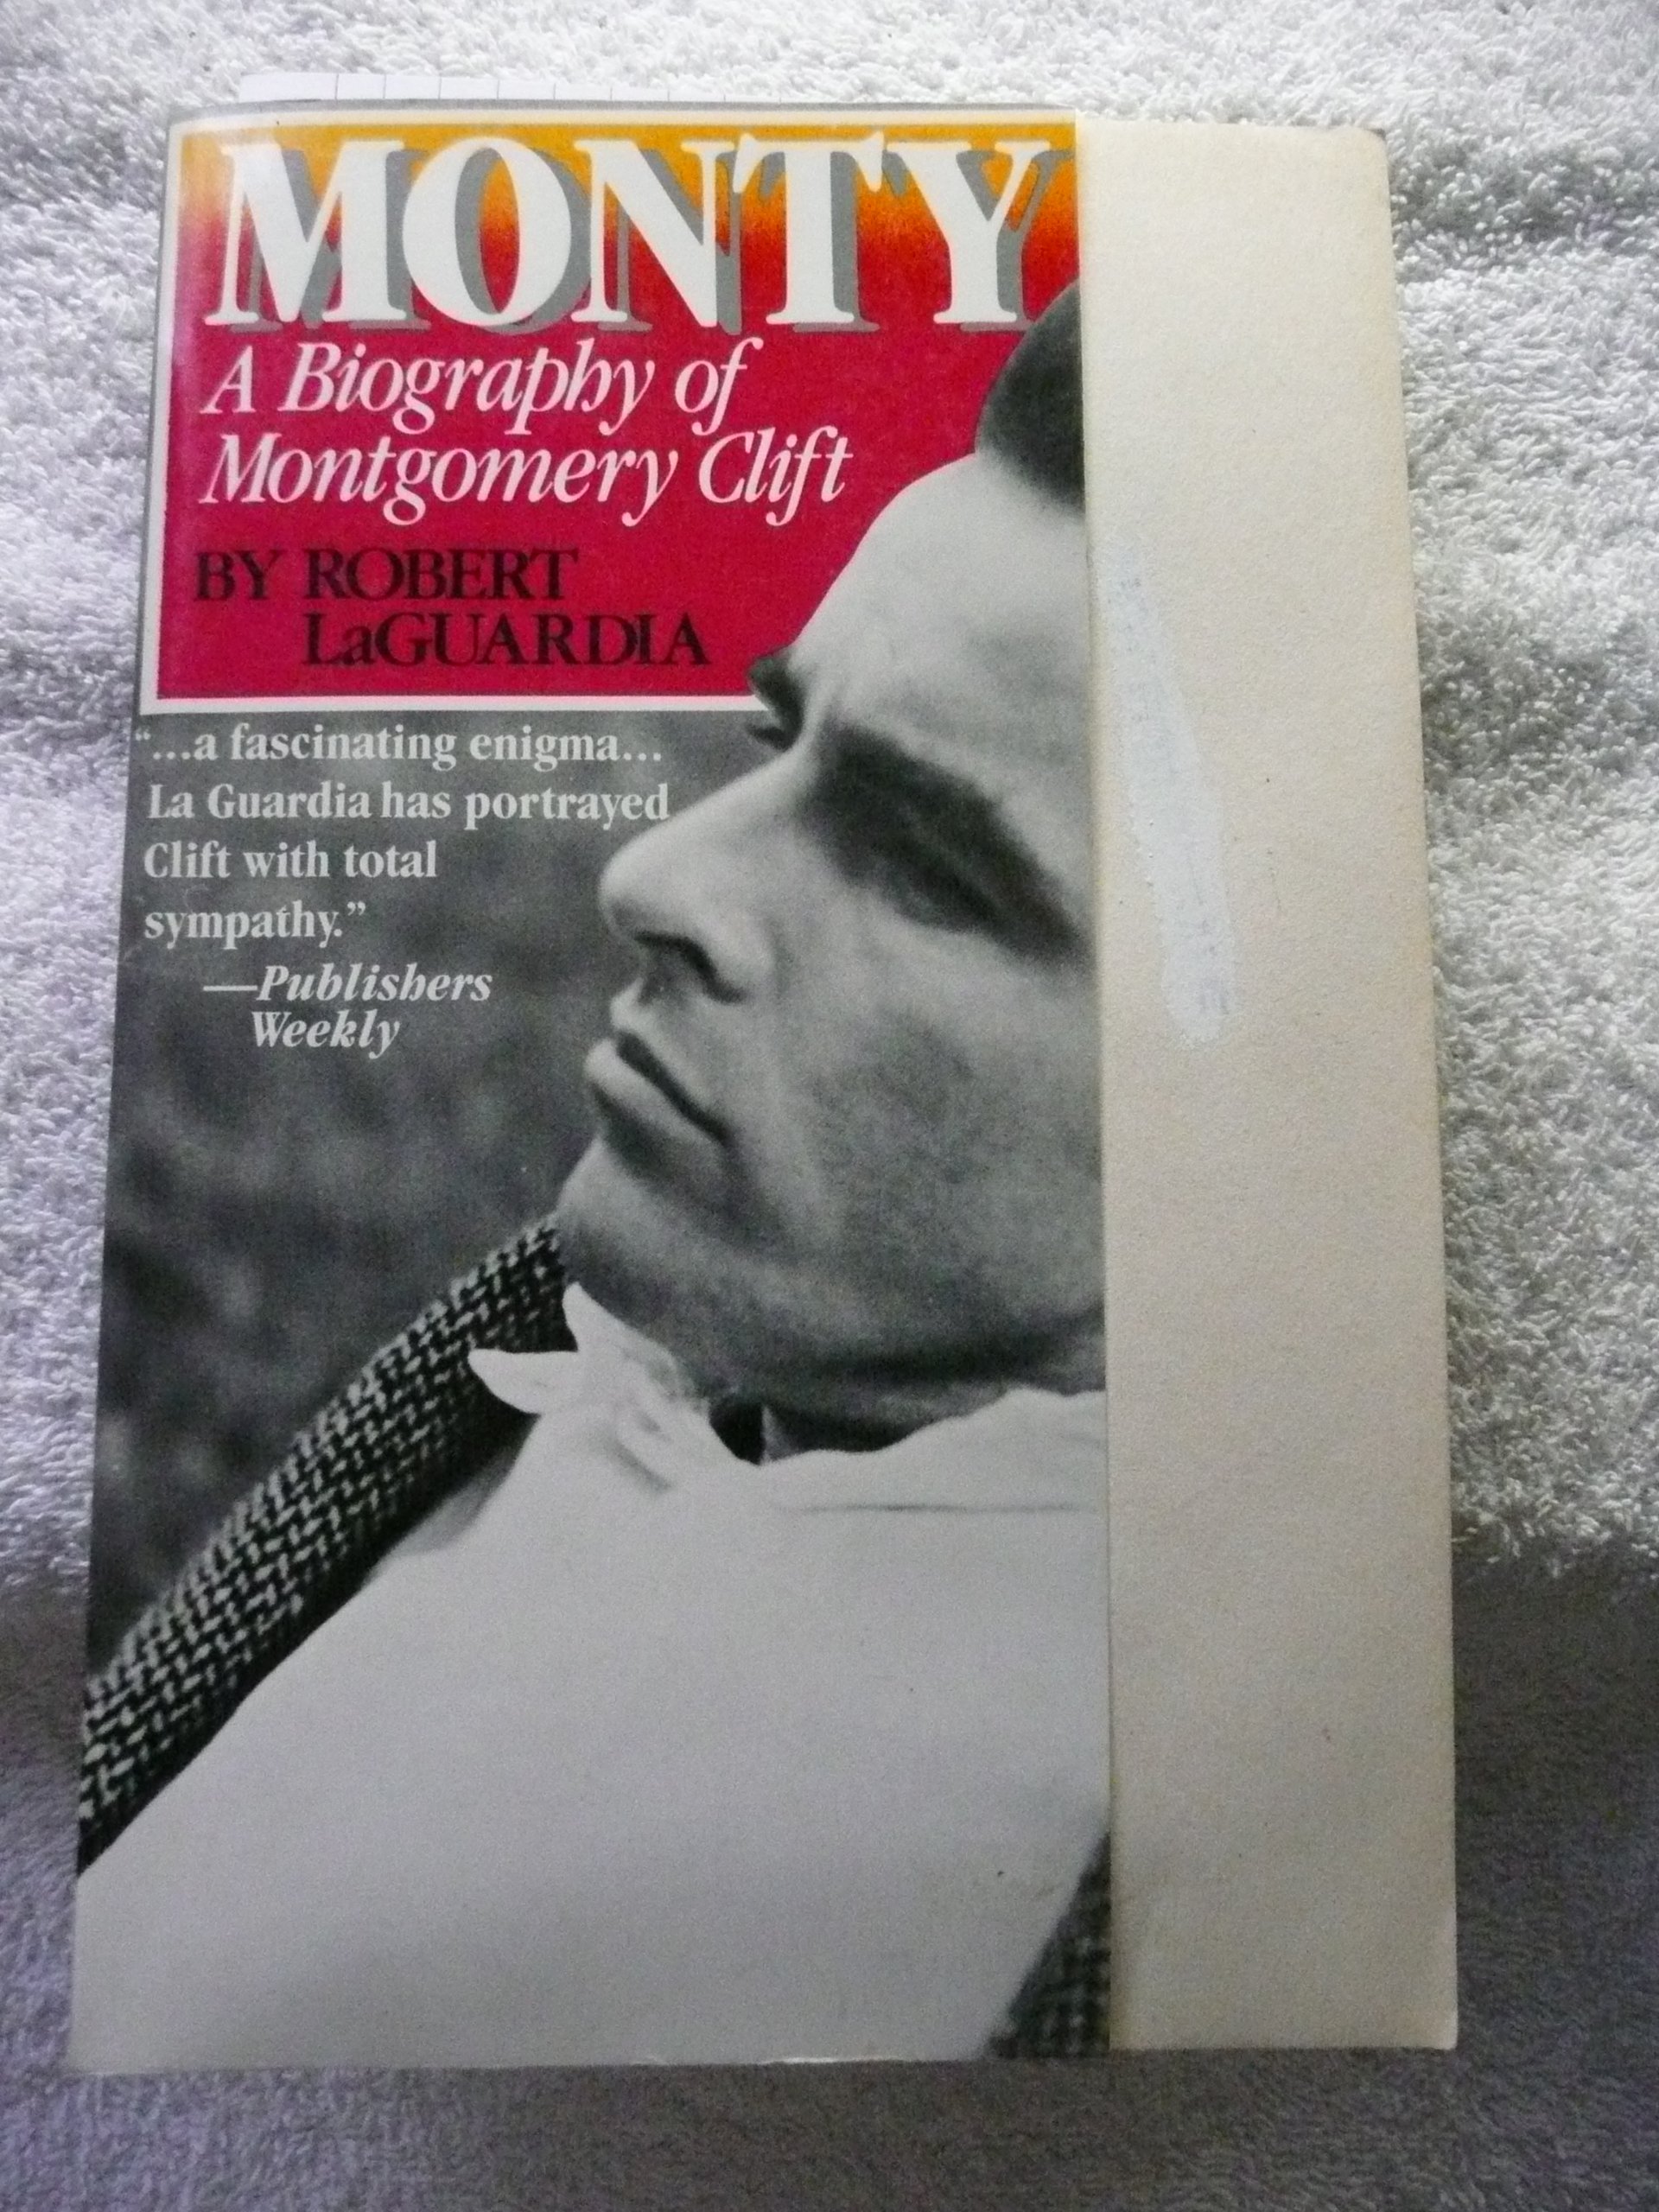 MONTY
A Biography of
Montgomery Clift
BY ROBERT
LaGUARDIA
“...a fascinating enigma...
La Guardia has portrayed
Clift with total
sympathy.”
—Publishers
Weekly